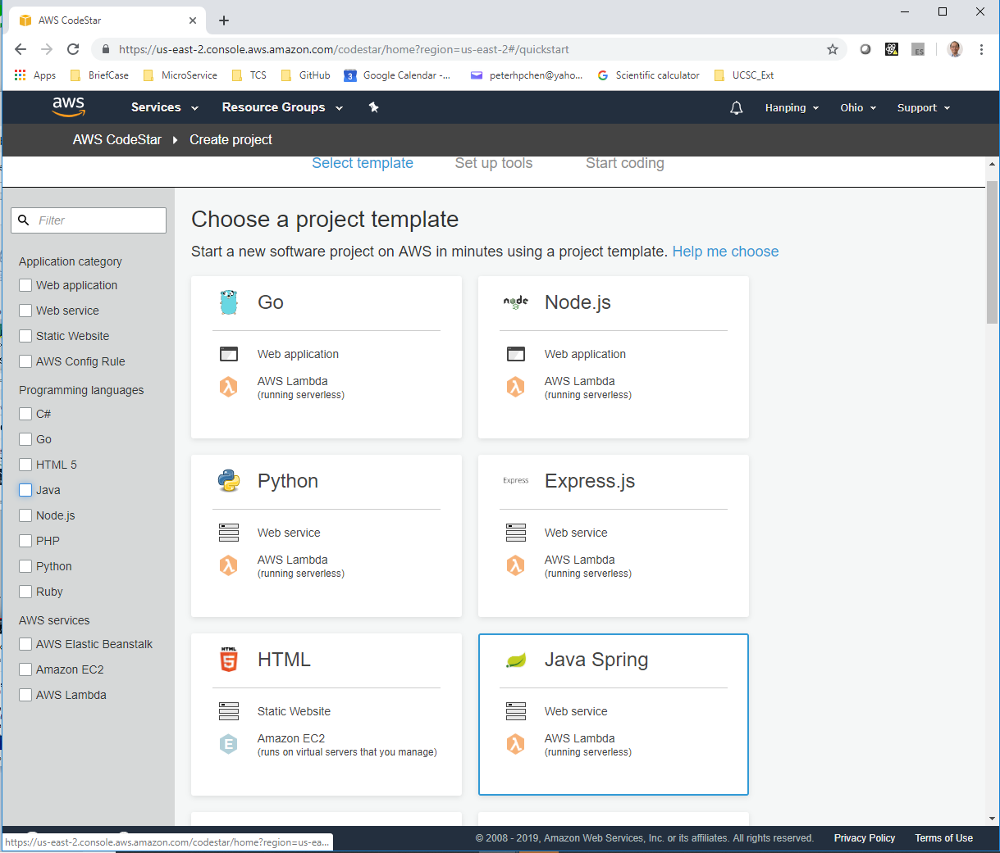 AWS CodeStar
https://us-east-2.console.aws.amazon.com/codestar/home?region=us-east-2#/quickstart
ES
Apps BriefCase MicroService TCS GitHub 3 Google Calendar -... peterhpchen@yaho... Scientific calculator UCSC_Ext
aws Services Resource Groups Hanping Ohio Support
AWS CodeStar Create project
Select template Set up tools Start coding
Filter
Application category
Web application
Web service
Static Website
AWS Config Rule
Programming languages
C#
Go
HTML 5
Java
Node.js
PHP
Python
Ruby
AWS services
AWS Elastic Beanstalk
Amazon EC2
AWS Lambda
Choose a project template
Start a new software project on AWS in minutes using a project template. Help me choose
Go
Web application
AWS Lambda
(running serverless)
node Node.js
Web application
AWS Lambda
(running serverless)
Python
Web service
AWS Lambda
(running serverless)
Express Express.js
Web service
AWS Lambda
(running serverless)
HTML 5 HTML
Static Website
E Amazon EC2
(runs on virtual servers that you manage)
Java Spring
Web service
AWS Lambda
(running serverless)
https://us-east-2.console.aws.amazon.com/codestar/home?region=us-ea...
© 2008 - 2019, Amazon Web Services, Inc. or its affiliates. All rights reserved. Privacy Policy Terms of Use